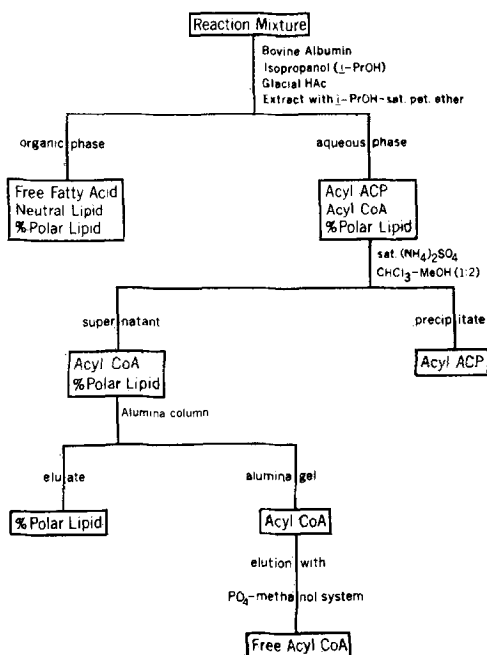 Reaction Mixture
Bovine Albumin
Isopropanol (i-PrOH)
Glacial HAc
Extract with i-PrOH-sat. pet. ether
organic phase
aqueous phase
Free Fatty Acid
Neutral Lipid
% Polar Lipid
Acyl ACP
Acyl CoA
% Polar Lipid
sat. (NH4)2SO4
CHCl3-MeOH (1:2)
supernatant
precipitate
Acyl CoA
% Polar Lipid
Acyl ACP
Alumina column
eluate
alumina gel
% Polar Lipid
Acyl CoA
elution with
PO4-methanol system
Free Acyl CoA